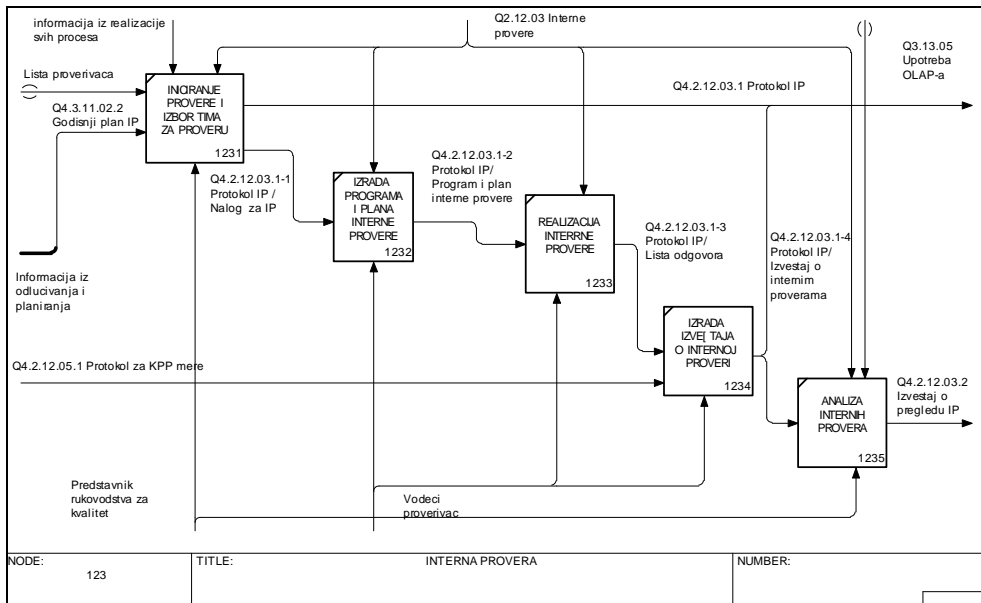 informacija iz realizacije
svih procesa
Q2.12.03 Interne
provere
Q3.13.05
Upotreba
OLAP-a
Lista proverivaca
Q4.3.11.02.2
Godisnji plan IP
INICIRANJE
PROVERE I
IZBOR TIMA
ZA PROVERU
1231
Q4.2.12.03.1 Protokol IP
Q4.2.12.03.1-1
Protokol IP /
Nalog za IP
IZRADA
PROGRAMA
I PLANA
INTERNE
PROVERE
1232
Q4.2.12.03.1-2
Protokol IP/
Program i plan
interne provere
REALIZACIJA
INTERRNE
PROVERE
1233
Q4.2.12.03.1-3
Protokol IP/
Lista odgovora
Q4.2.12.03.1-4
Protokol IP/
Izvestaj o
internim
proverama
Informacija iz
odlucivanja i
planiranja
IZRADA
IZVE[ TAJA
O INTERNOJ
PROVERI
1234
Q4.2.12.05.1 Protokol za KPP mere
ANALIZA
INTERNIH
PROVERA
1235
Q4.2.12.03.2
Izvestaj o
pregledu IP
Predstavnik
rukovodstva za
kvalitet
Vodeci
proverivac
NODE:
123
TITLE:
INTERNA PROVERA
NUMBER: